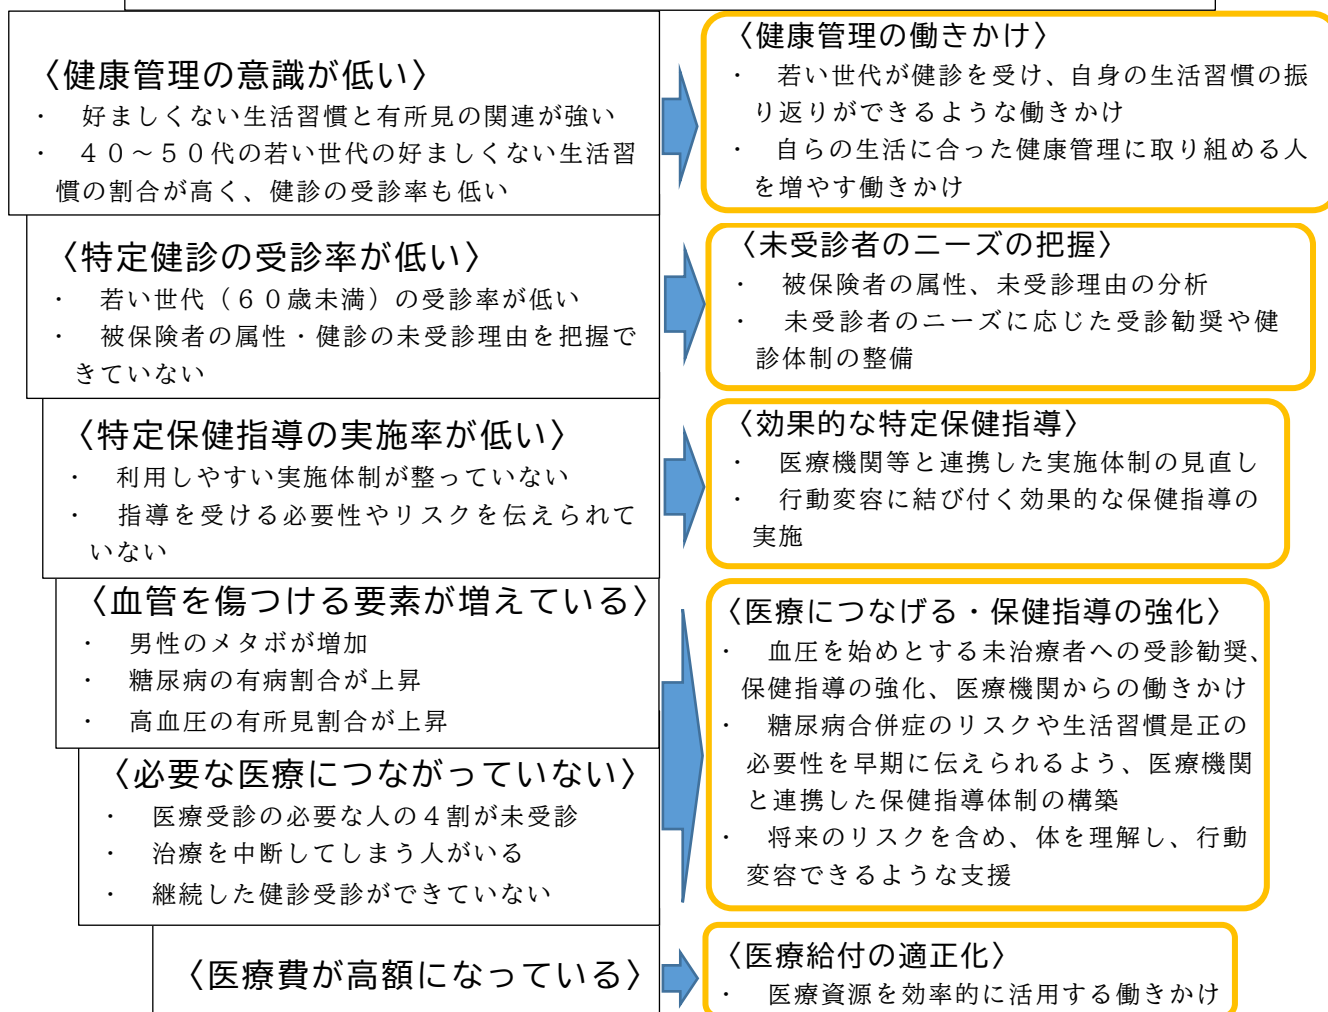 〈健康管理の意識が低い〉
・　好ましくない生活習慣と有所見の関連が強い
・　４０～５０代の若い世代の好ましくない生活習
慣の割合が高く、健診の受診率も低い
〈健康管理の働きかけ〉
・　若い世代が健診を受け、自身の生活習慣の振
り返りができるような働きかけ
・　自らの生活に合った健康管理に取り組める人
を増やす働きかけ
〈特定健診の受診率が低い〉
・　若い世代（６０歳未満）の受診率が低い
・　被保険者の属性・健診の未受診理由を把握で
きていない
〈未受診者のニーズの把握〉
・　被保険者の属性、未受診理由の分析
・　未受診者のニーズに応じた受診勧奨や健
診体制の整備
〈特定保健指導の実施率が低い〉
・　利用しやすい実施体制が整っていない
・　指導を受ける必要性やリスクを伝えられて
いない
〈効果的な特定保健指導〉
・　医療機関等と連携した実施体制の見直し
・　行動変容に結び付く効果的な保健指導の
実施
〈血管を傷つける要素が増えている〉
・　男性のメタボが増加
・　糖尿病の有病割合が上昇
・　高血圧の有所見割合が上昇
〈必要な医療につながっていない〉
・　医療受診の必要な人の４割が未受診
・　治療を中断してしまう人がいる
・　継続した健診受診ができていない
〈医療につなげる・保健指導の強化〉
・　血圧を始めとする未治療者への受診勧奨、
保健指導の強化、医療機関からの働きかけ
・　糖尿病合併症のリスクや生活習慣是正の
必要性を早期に伝えられるよう、医療機関
と連携した保健指導体制の構築
・　将来のリスクを含め、体を理解し、行動
変容できるような支援
〈医療費が高額になっている〉
〈医療給付の適正化〉
・　医療資源を効率的に活用する働きかけ